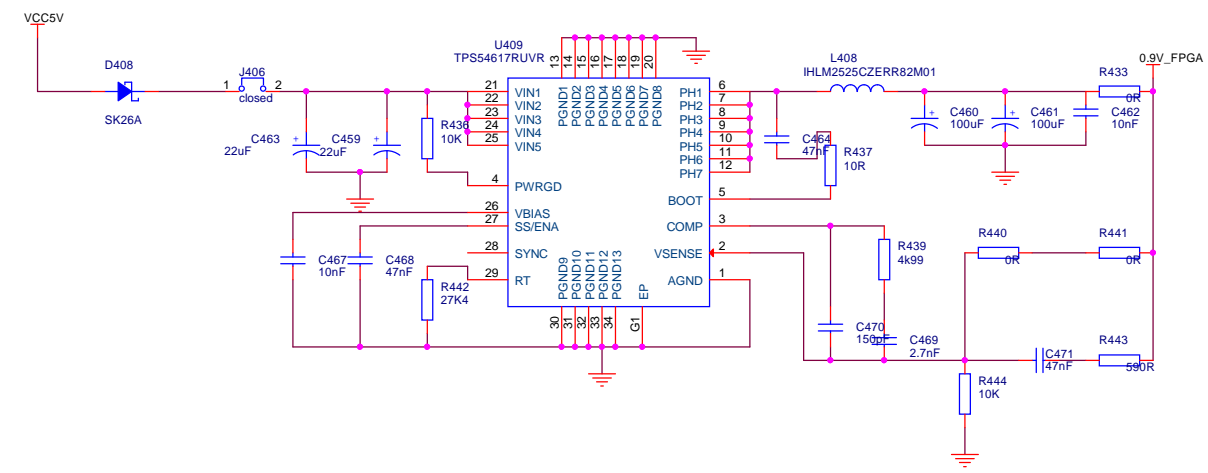 VCC5V
D408
SK26A
J406
1
2
closed
C463
22uF
C459
22uF
R436
10K
U409
TPS54617RUVR
13
14
15
16
17
18
19
20
PGND1
PGND2
PGND3
PGND4
PGND5
PGND6
PGND7
PGND8
21
22
23
24
25
VIN1
VIN2
VIN3
VIN4
VIN5
4
PWRGD
26
VBIAS
27
SS/ENA
28
SYNC
29
RT
6
7
8
9
10
11
12
PH1
PH2
PH3
PH4
PH5
PH6
PH7
5
BOOT
3
COMP
2
VSENSE
1
AGND
PGND9
PGND10
PGND11
PGND12
PGND13
EP
30
31
32
33
34
G1
C467
10nF
C468
47nF
R442
27K4
L408
IHLM2525CZERR82M01
C464
47nF
R437
10R
C460
100uF
C461
100uF
C462
10nF
R433
0R
0.9V_FPGA
R439
4k99
C470
150pF
C469
2.7nF
R440
0R
R441
0R
C471
47nF
R443
590R
R444
10K